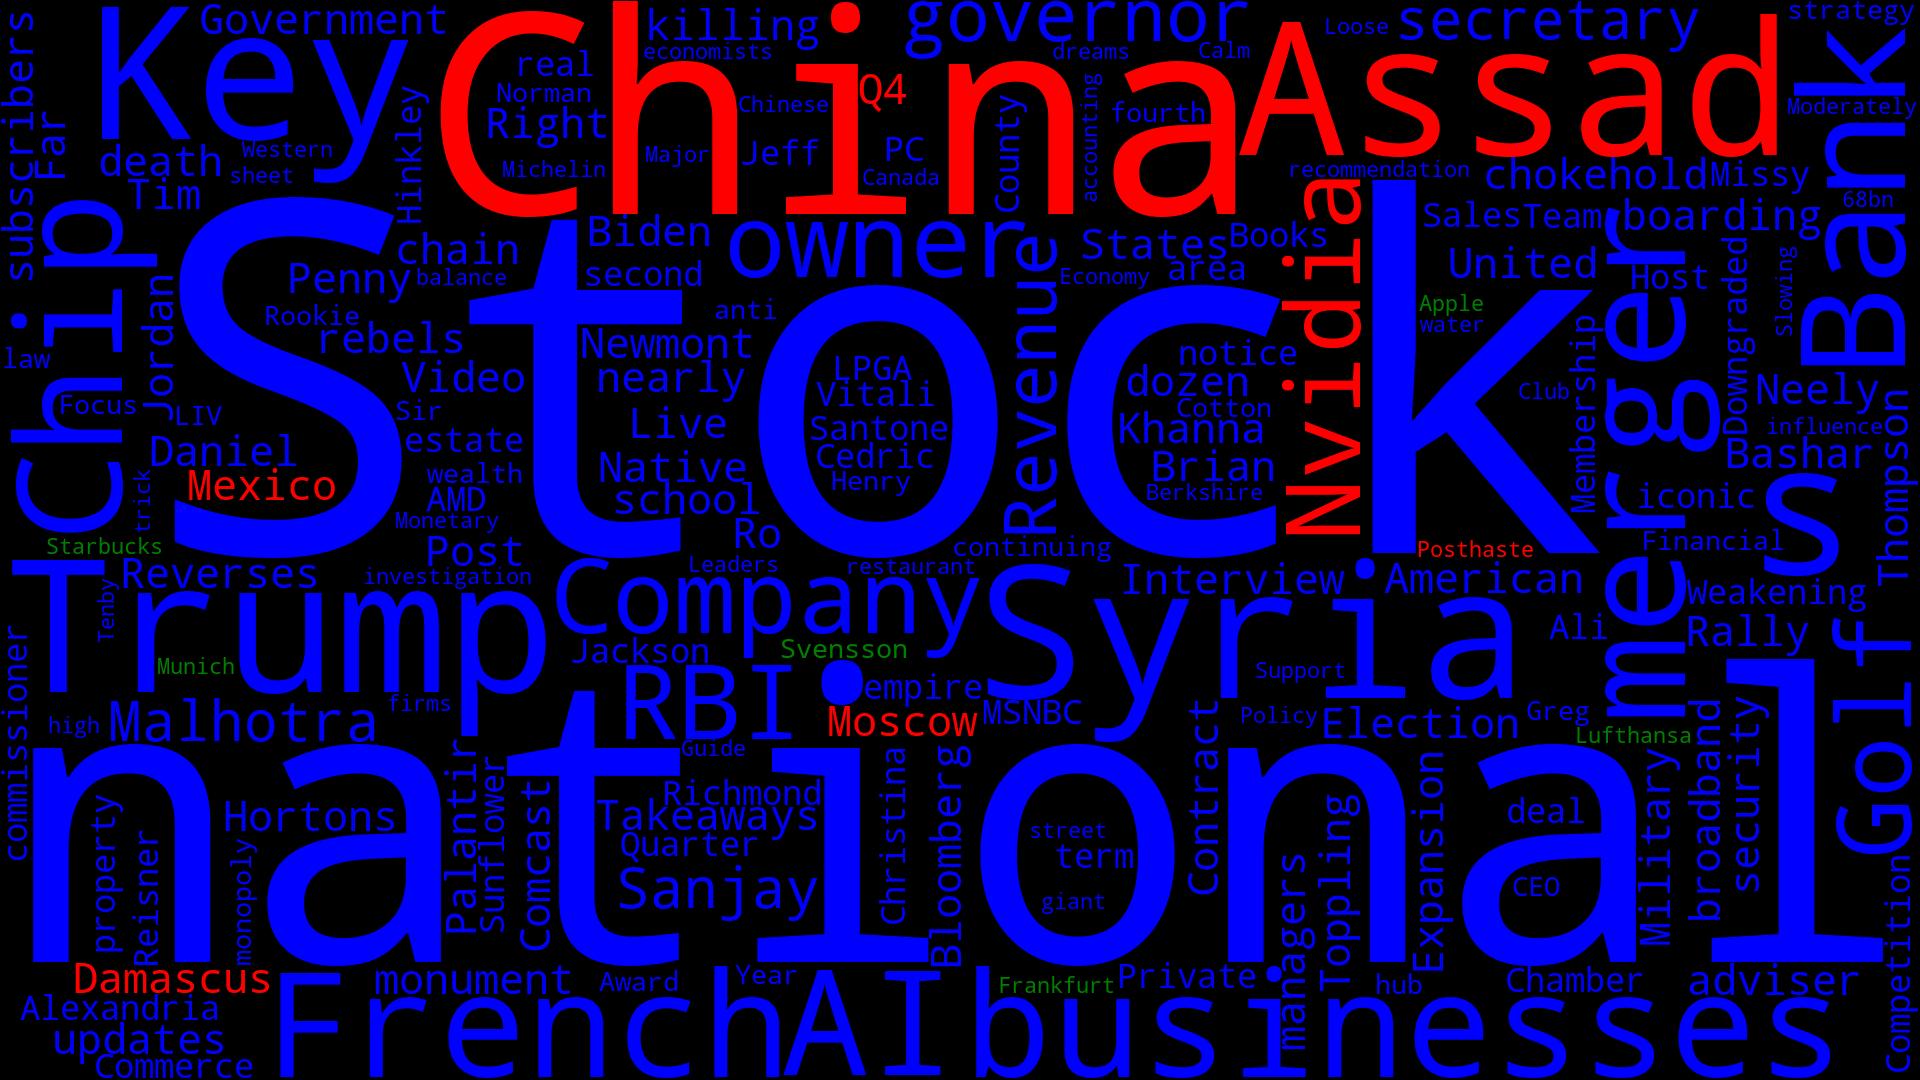 subscribers
Key
Government
China
killing
governor
Loose
secretary
strategy
economists
dreams
Calm
Assad
Bank
Far
real
Norman
Right
Chinese
Q4
accounting
fourth
Moderately
death
Western
sheet
Tim
Hinkley
Michelin
Major
Jeff
PC
Canada
County
recommendation
chokehold
Missy
68bn
Chip
Stock
chain
Penny
balance
Biden
second
owner
States
Books
Economy
area
Nvidia
SalesTeam
boarding
United
Host
merger
Downgraded
Slowing
Jordan
Rookie
rebels
anti
Newmont
Revenue
notice
Apple
water
law
Focus
LIV
Video
Sir
nearly
LPGA
Vitali
dozen
Cotton
Club
Membership
Neely
influence
Thompson
Daniel
estate
Live
Santone
Khanna
Bashar
Mexico
trick
wealth
AMD
Native
Cedric
Henry
Brian
Berkshire
school
iconic
S
Monetary
Post
Ro
continuing
Posthaste
Financial
Starbucks
Trump
Reverses
investigation
Company
Leaders
restaurant
Syria
Interview
American
Weakening
Tenby
Munich
Jackson
Svensson
Support
Ali
Rally
Golf
commissioner
high
Malhotra
firms
RBI
empire
Moscow
MSNBC
Policy
Election
Greg
Lufthansa
national
Guide
Contract
broadband
security
property
Reisner
monopoly
Hortons
Palantir
Sunflower
Comcast
Richmond
Takeaways
Quarter
Sanjay
Christina
Bloomberg
street
term
giant
managers
Toppling
Expansion
deal
CEO
Military
Competition
Damascus
monument
Award
Year
Frankfurt
Private
hub
Chamber
adviser
Alexandria
updates
Commerce
French
AI
businesses